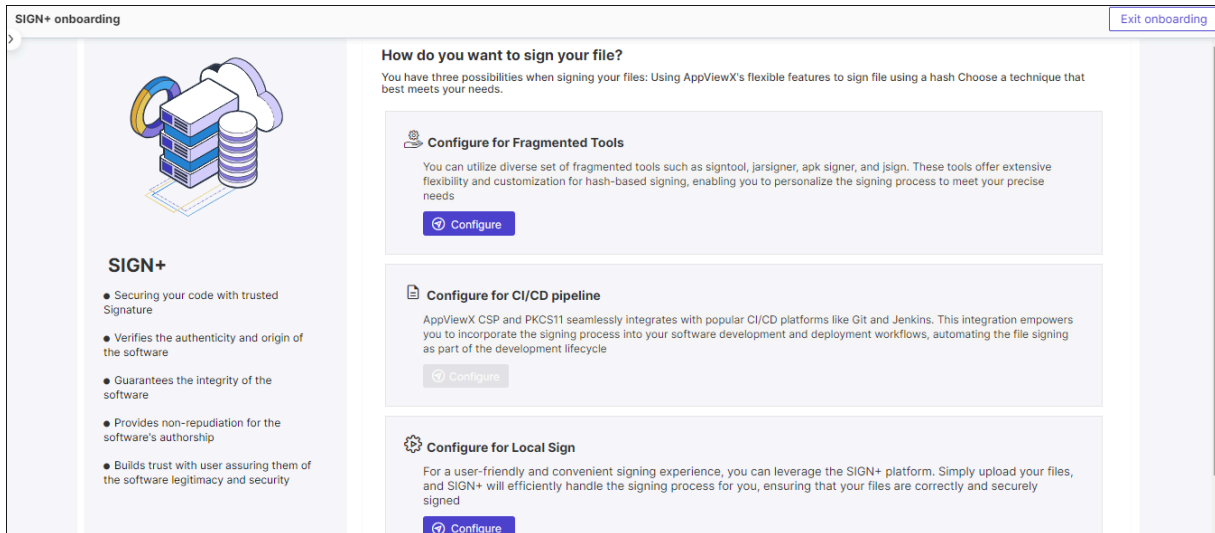 SIGN+ onboarding
Exit onboarding
How do you want to sign your file?
You have three possibilities when signing your files: Using AppViewX's flexible features to sign file using a hash Choose a technique that
best meets your needs.
Configure for Fragmented Tools
You can utilize diverse set of fragmented tools such as signtool, jarsigner, apk signer, and jsign. These tools offer extensive
flexibility and customization for hash-based signing, enabling you to personalize the signing process to meet your precise
needs
Configure
SIGN+
● Securing your code with trusted
Signature
● Verifies the authenticity and origin of
the software
● Guarantees the integrity of the
software
● Provides non-repudiation for the
software's authorship
● Builds trust with user assuring them of
the software legitimacy and security
Configure for CI/CD pipeline
AppViewX CSP and PKCS11 seamlessly integrates with popular CI/CD platforms like Git and Jenkins. This integration empowers
you to incorporate the signing process into your software development and deployment workflows, automating the file signing
as part of the development lifecycle
Configure
Configure for Local Sign
For a user-friendly and convenient signing experience, you can leverage the SIGN+ platform. Simply upload your files,
and SIGN+ will efficiently handle the signing process for you, ensuring that your files are correctly and securely
signed
Configure